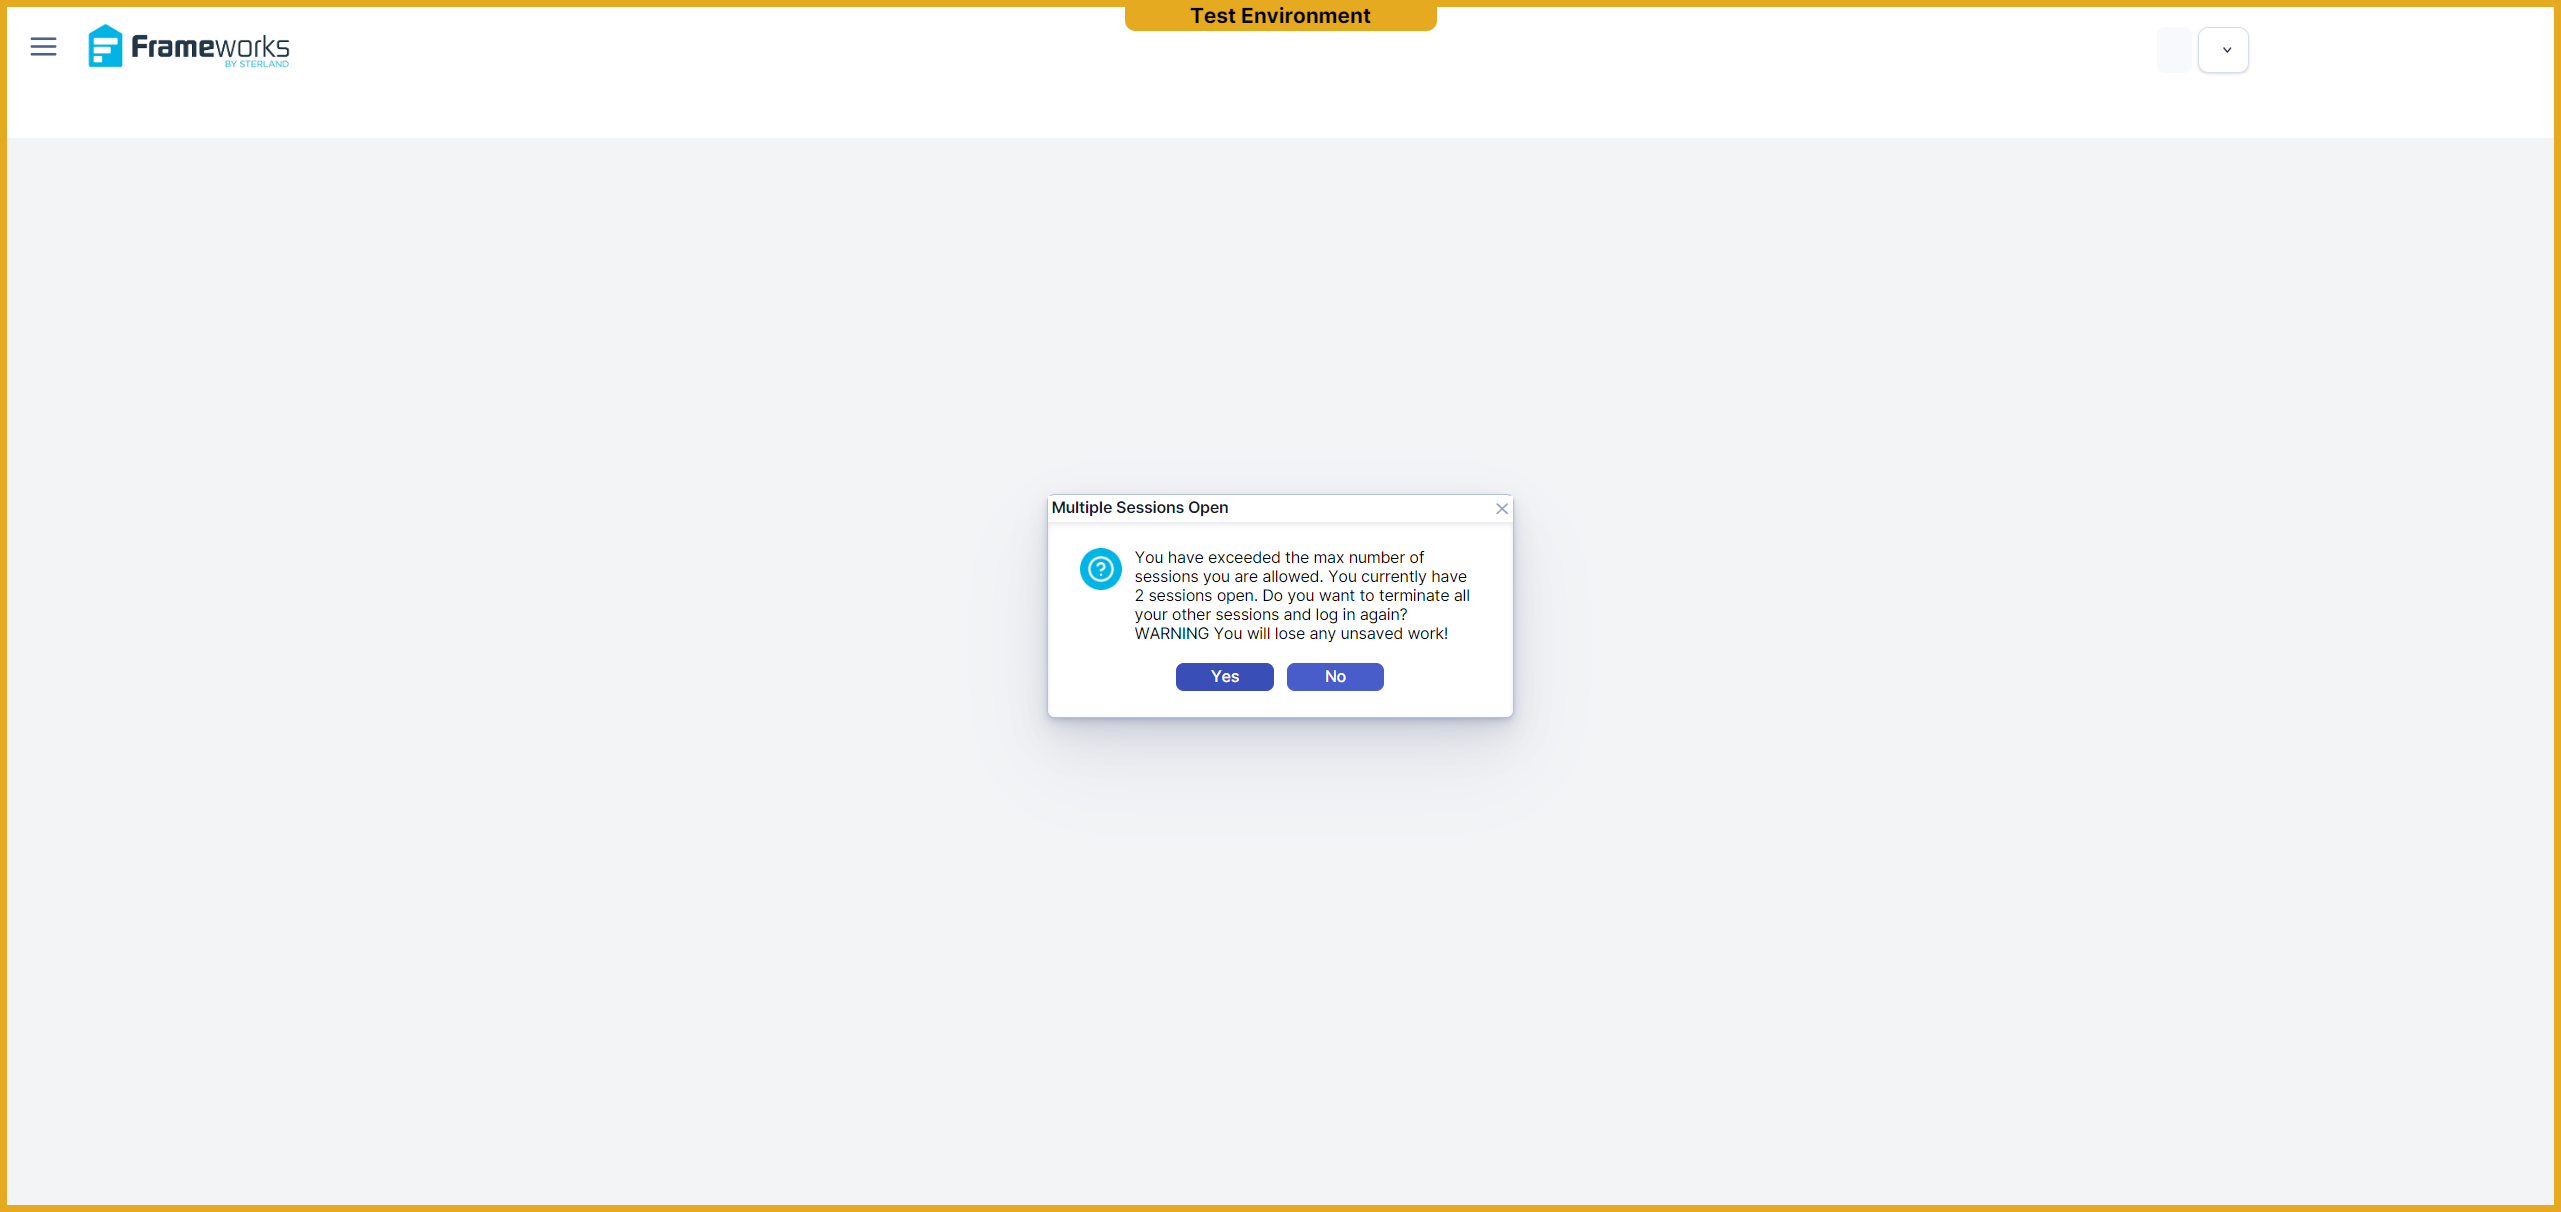 Test Environment
Frameworks
BY STERLAND
Multiple Sessions Open
You have exceeded the max number of
sessions you are allowed. You currently have
2 sessions open. Do you want to terminate all
your other sessions and log in again?
WARNING You will lose any unsaved work!
Yes No